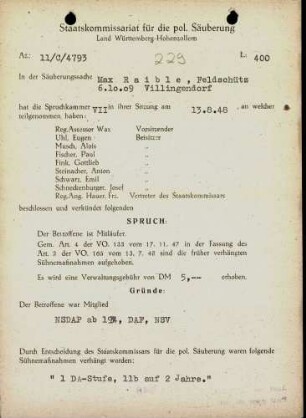 Staatskommissariat für die pol. Säuberung
Land Württemberg-Hohenzollern
Az.: 11/C/4793 229 L: 400
In der Säuberungssache Max Raible, Feldschütz
6.10.09 Villingendorf
hat die Spruchkammer VII in ihrer Sitzung am 13.8.48, an welcher
teilgenommen haben:
Reg.Assessor Wax Vorsitzender
Uhl, Eugen Beisitzer
Mauch, Alois "
Fischer, Paul "
Fink, Gottlieb "
Steinacher, Anton "
Schwarz, Emil "
Schneckenburger, Josef "
Reg.Ang. Hauer, Frz. Vertreter des Staatskommissars
beschlossen und verkündet folgenden
SPRUCH:
Der Betroffene ist Mitläufer.
Gem. Art. 4 der VO. 133 vom 17. 11. 47 in der Fassung des
Art. 3 der VO. 165 vom 13. 7. 48 sind die früher verhängten
Sühnemaßnahmen aufgehoben.
Es wird eine Verwaltungsgebühr von DM 5,-- erhoben.
Gründe:
Der Betroffene war Mitglied
NSDAP ab DAF, NSV
Durch Entscheidung des Staatskommissars für die pol. Säuberung waren folgende
Sühnemaßnahmen verhängt worden:
"1 DA-Stufe, 11b auf 2 Jahre."